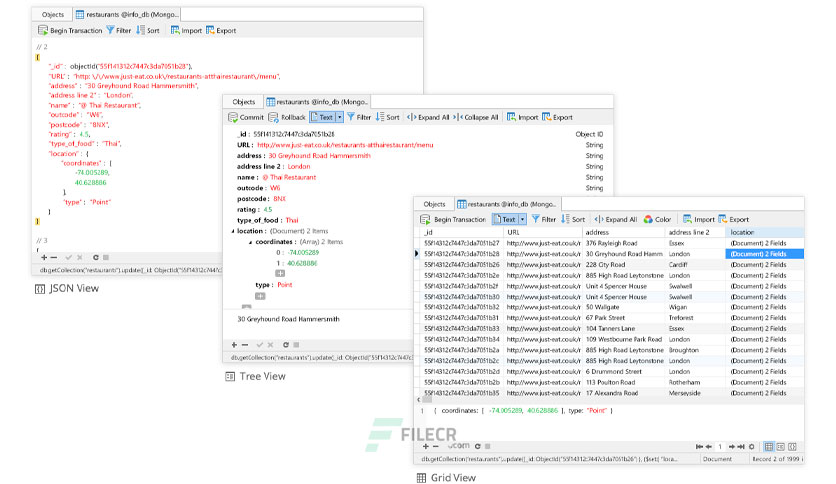 Objects restaurants @info_db (Mongo...
Begin Transaction Filter Sort Import Export
// 2
{
"_id" : objectId("55f14312c7447c3da7051b28"),
"URL" : "http: \/\/www.just-eat.co.uk\/restaurants-atthairestaurant\/menu",
"address" : "30 Greyhound Road Hammersmith",
"address line 2" : "London",
"name" : "@ Thai Restaurant",
"outcode" : "W6",
"postcode" : "8NX",
"rating" : 4.5,
"type_of_food" : "Thai",
"location" : {
"coordinates" : {
-74.005289,
40.628886
},
"type" : "Point"
}
}
// 3
db.getCollection("restaurants").update(_id: ObjectId("55f14312c7447c3da
JSON View
Objects restaurants @info_db (Mongo...
Commit Rollback Text Filter Sort Expand All Collapse All Import Export
_id : 55f141312c7447c3da7051b28 Object ID
URL : http://www.just-eat.co.uk/restaurants-atthairestaurant/menu String
address : 30 Greyhound Road Hammersmith String
address line 2 : London String
name : @ Thai Restaurant String
outcode : W6 String
postcode : 8NX
rating : 4.5
type_of_food : Thai
location : (Document) 2 Items
coordinates : (Array) 2 Items
0 : -74.005289
1 : 40.628886
type : Point
30 Greyhound Road Hammersmith
db.getCollection("restaurants").update(_id: ObjectId("55f14312c7447c3da
Tree View
Objects restaurants @info_db (Mongo...
Begin Transaction Text Filter Sort Expand All Color Import Export
_id URL address address line 2 location
55f14312c7447c3da7051b27 http://www.just-eat.co.uk/r 376 Rayleigh Road Essex (Document) 2 Fields
55f14312c7447c3da7051b28 http://www.just-eat.co.uk/r 30 Greyhound Road Hamm London (Document) 2 Fields
55f14312c7447c3da7051b2a http://www.just-eat.co.uk/r 228 City Road Cardiff (Document) 2 Fields
55f14312c7447c3da7051b2e http://www.just-eat.co.uk/r 885 High Road Leytonstone London (Document) 2 Fields
55f14312c7447c3da7051b2f http://www.just-eat.co.uk/r Unit 4 Spencer House Swalwell (Document) 2 Fields
55f14312c7447c3da7051b30 http://www.just-eat.co.uk/r Unit 4 Spencer House Swalwell (Document) 2 Fields
55f14312c7447c3da7051b32 http://www.just-eat.co.uk/r 50 Wallgate Wigan (Document) 2 Fields
55f14312c7447c3da7051b31 http://www.just-eat.co.uk/r 67 Park Street Treforest (Document) 2 Fields
55f14312c7447c3da7051b33 http://www.just-eat.co.uk/r 104 Tanners Lane Essex (Document) 2 Fields
55f14312c7447c3da7051b34 http://www.just-eat.co.uk/r 109 Westbourne Park Road London (Document) 2 Fields
55f14312c7447c3da7051b2a http://www.just-eat.co.uk/r 885 High Road Leytonstone Broughton (Document) 2 Fields
55f14312c7447c3da7051b2c http://www.just-eat.co.uk/r 885 High Road Leytonstone London (Document) 2 Fields
55f14312c7447c3da7051b2d http://www.just-eat.co.uk/r 6 Drummond Street London (Document) 2 Fields
55f14312c7447c3da7051b2b http://www.just-eat.co.uk/r 113 Poulton Road Rotherham (Document) 2 Fields
55f14312c7447c3da7051b35 http://www.just-eat.co.uk/r 17 Alexandra Road Merseyside (Document) 2 Fields
1 { coordinates: [ -74.005289, 40.628886 ], type: "Point" }
FILECR
.com
1
db.getCollection("restaurants").update(_id: ObjectId("55f14312c7447c3da7051b26") }, {$set( "loca... Document Record 2 of 1999 i
Grid View